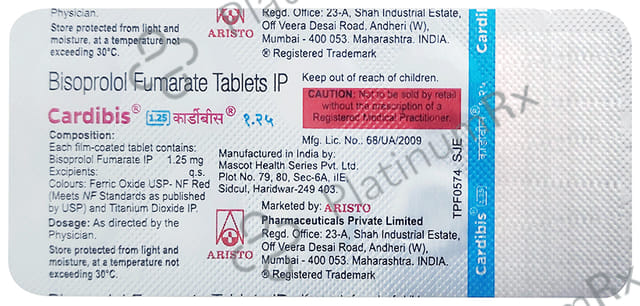 Physician.
Store protected from light and
moisture, at a temperature not
exceeding 30°C.
ARISTO
Regd. Office: 23-A, Shah Industrial Estate,
Off Veera Desai Road, Andheri (W),
Mumbai - 400 053. Maharashtra. INDIA.
® Registered Trademark
Bisoprolol Fumarate Tablets IP
Cardibis® 1.25 कार्डीबीस® १.२५
Composition:
Each film-coated tablet contains:
Bisoprolol Fumarate IP 1.25 mg
Excipients: q.s.
Colours: Ferric Oxide USP- NF Red
(Meets NF Standards as published
by USP) and Titanium Dioxide IP.
Dosage: As directed by the
Physician.
Store protected from light and
moisture, at a temperature not
exceeding 30°C.
Keep out of reach of children.
CAUTION: Not to be sold by retail
without the prescription of a
Registered Medical Practitioner.
Mfg. Lic. No.: 68/UA/2009
Manufactured in India by:
Mascot Health Series Pvt. Ltd.
Plot No. 79, 80, Sec-6A, IIE,
Sidcul, Haridwar-249 403.
ARISTO
Marketed by: ARISTO
Pharmaceuticals Private Limited
Regd. Office: 23-A, Shah Industrial Estate,
Off Veera Desai Road, Andheri (W),
Mumbai - 400 053. Maharashtra. INDIA.
® Registered Trademark
TPF0574 SJE
Cardibis® 1.25 कार्डीबीस® १.२५
Cardibis
Platinum Rx
PlatinumRx